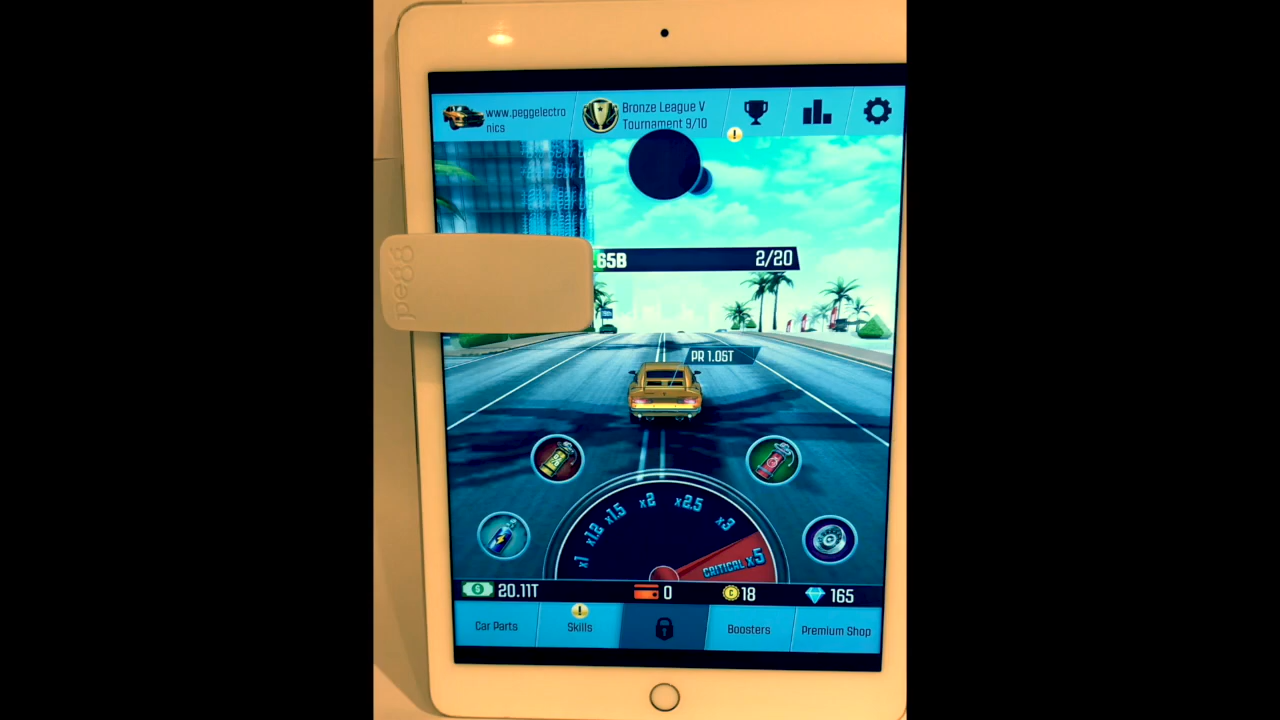 www.peggelectro
nics
Bronze League V
Tournament 9/10
.65B
2/20
pegg
PR 1.05T
x1
x1.2
x1.5
x2
x2.5
x3
CRITICAL x5
20.11T
0
18
165
Car Parts
Skills
Boosters
Premium Shop